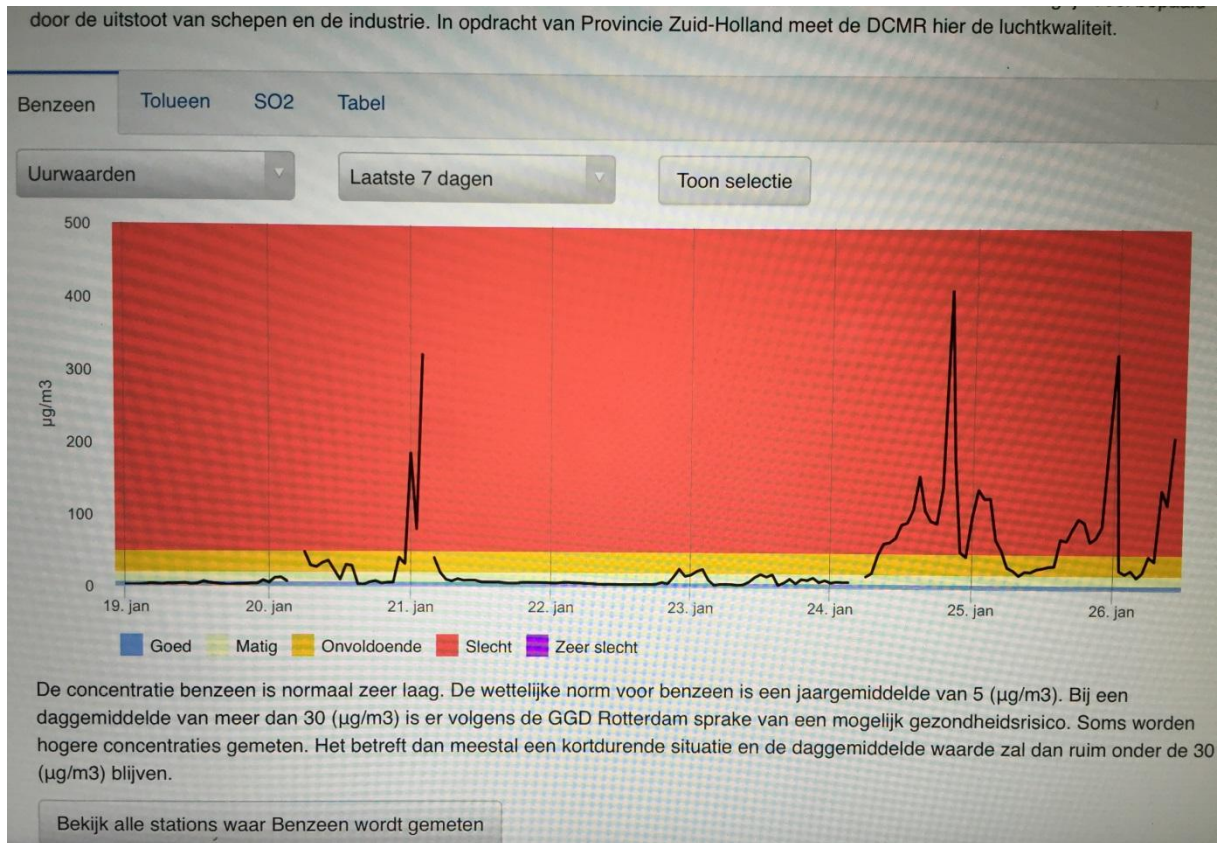 door de uitstoot van schepen en de industrie. In opdracht van Provincie Zuid-Holland meet de DCMR hier de luchtkwaliteit.
Benzeen Tolueen SO2 Tabel
Uurwaarden Laatste 7 dagen Toon selectie
500
400
300
200
100
0
µg/m3
19. jan 20. jan 21. jan 22. jan 23. jan 24. jan 25. jan 26. jan
Goed Matig Onvoldoende Slecht Zeer slecht
De concentratie benzeen is normaal zeer laag. De wettelijke norm voor benzeen is een jaargemiddelde van 5 (µg/m3). Bij een
daggemiddelde van meer dan 30 (µg/m3) is er volgens de GGD Rotterdam sprake van een mogelijk gezondheidsrisico. Soms worden
hogere concentraties gemeten. Het betreft dan meestal een kortdurende situatie en de daggemiddelde waarde zal dan ruim onder de 30
(µg/m3) blijven.
Bekijk alle stations waar Benzeen wordt gemeten